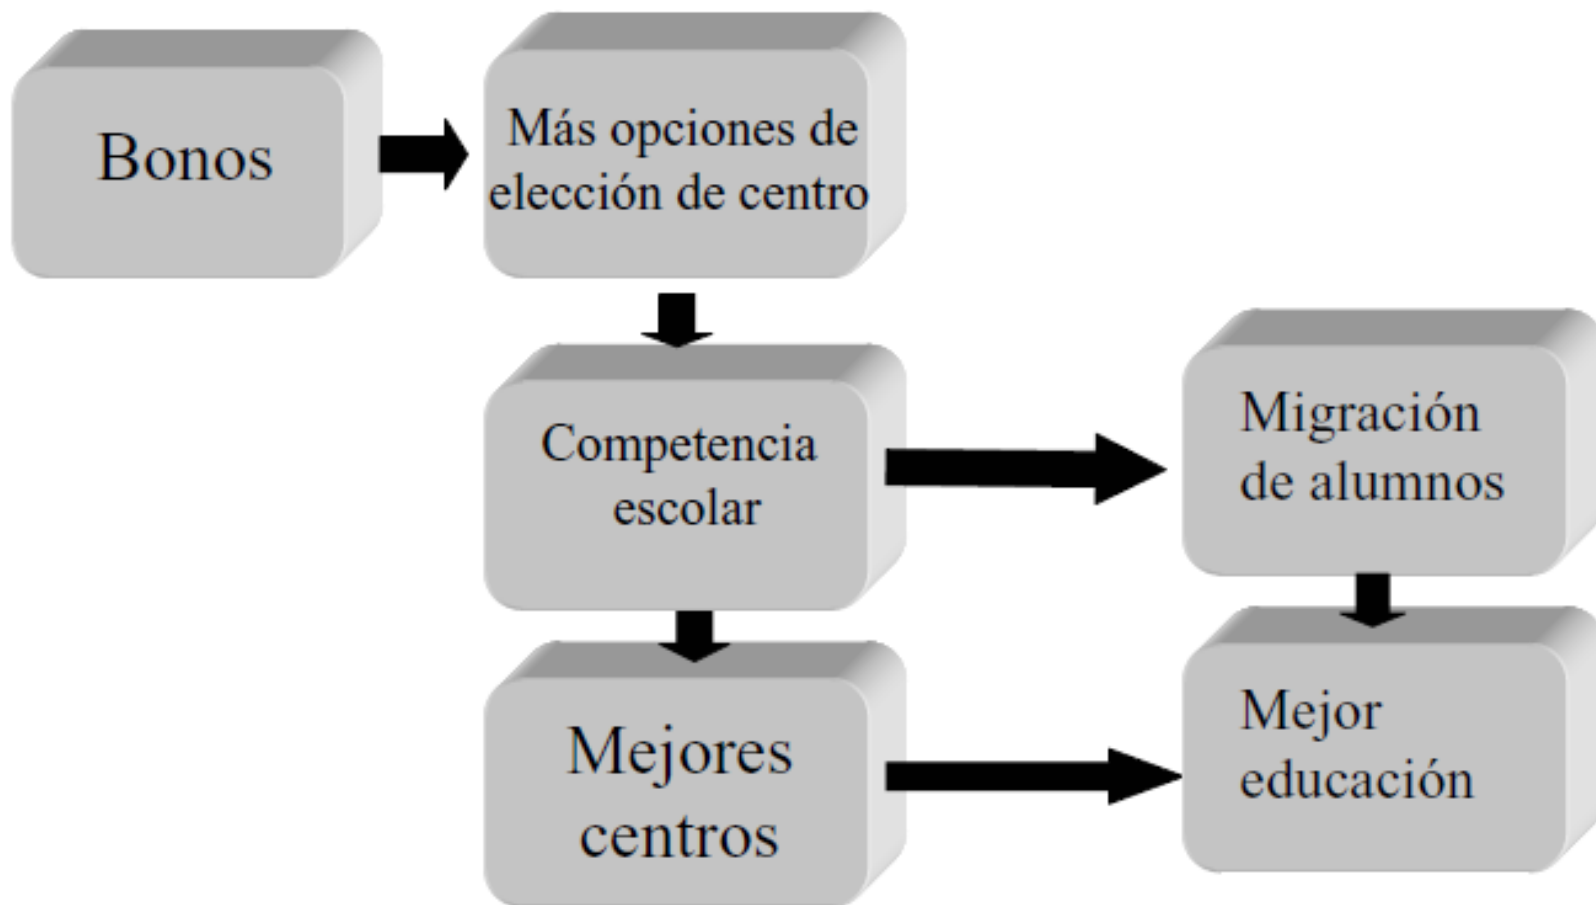 Bonos
Más opciones de
elección de centro
Competencia
escolar
Migración
de alumnos
Mejores
centros
Mejor
educación